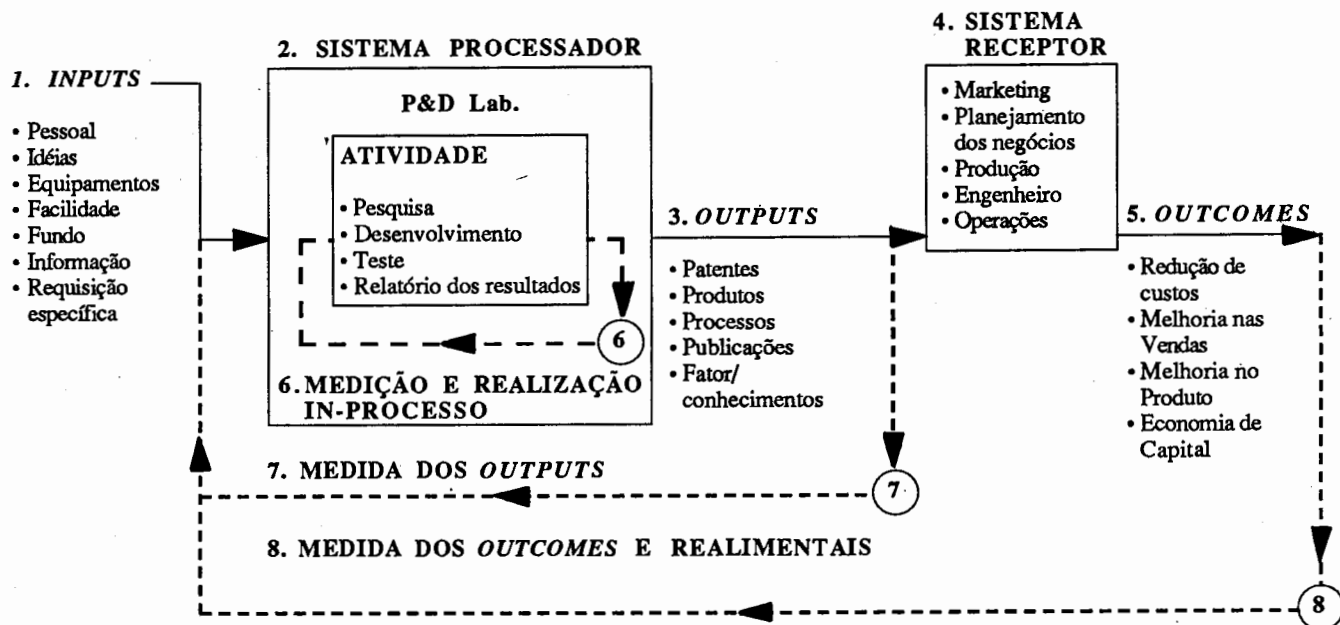 1. INPUTS
• Pessoal
• Idéias
• Equipamentos
• Facilidade
• Fundo
• Informação
• Requisição
específica
2. SISTEMA PROCESSADOR
P&D Lab.
ATIVIDADE
• Pesquisa
• Desenvolvimento
• Teste
• Relatório dos resultados
6
6. MEDIÇÃO E REALIZAÇÃO
IN-PROCESSO
3. OUTPUTS
• Patentes
• Produtos
• Processos
• Publicações
• Fator/
conhecimentos
4. SISTEMA
RECEPTOR
• Marketing
• Planejamento
dos negócios
• Produção
• Engenheiro
• Operações
5. OUTCOMES
• Redução de
custos
• Melhoria nas
Vendas
• Melhoria no
Produto
• Economia de
Capital
7. MEDIDA DOS OUTPUTS
7
8. MEDIDA DOS OUTCOMES E REALIMENTAIS
8